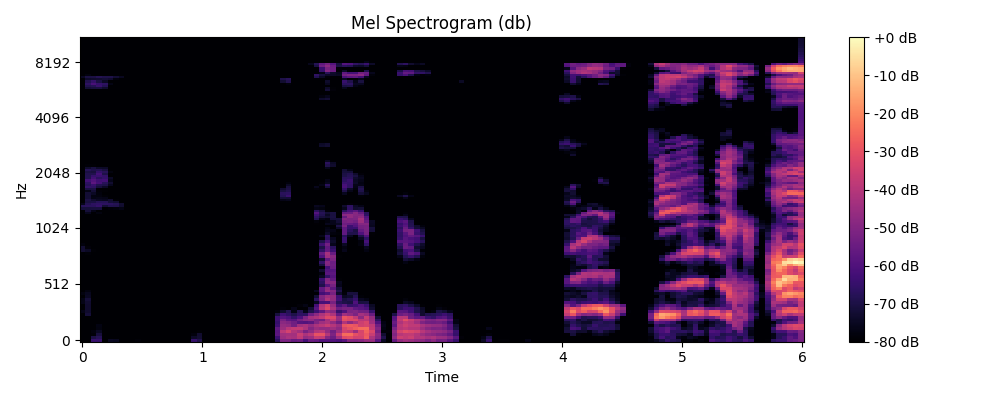 Mel Spectrogram (db)
8192
4096
2048
1024
512
0
Hz
0 1 2 3 4 5 6
Time
+0 dB
-10 dB
-20 dB
-30 dB
-40 dB
-50 dB
-60 dB
-70 dB
-80 dB